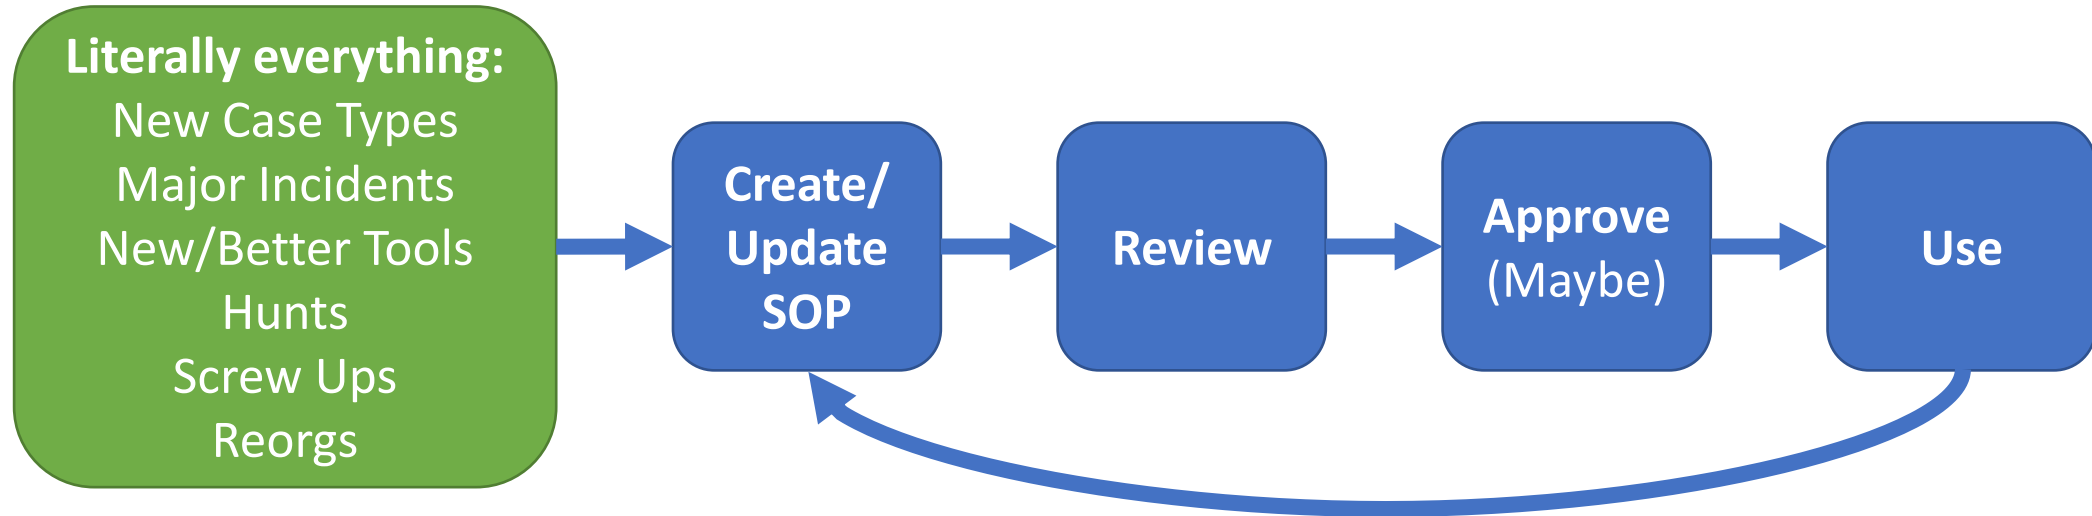 Literally everything:
New Case Types
Major Incidents
New/Better Tools
Hunts
Screw Ups
Reorgs
Create/
Update
SOP
Review
Approve
(Maybe)
Use